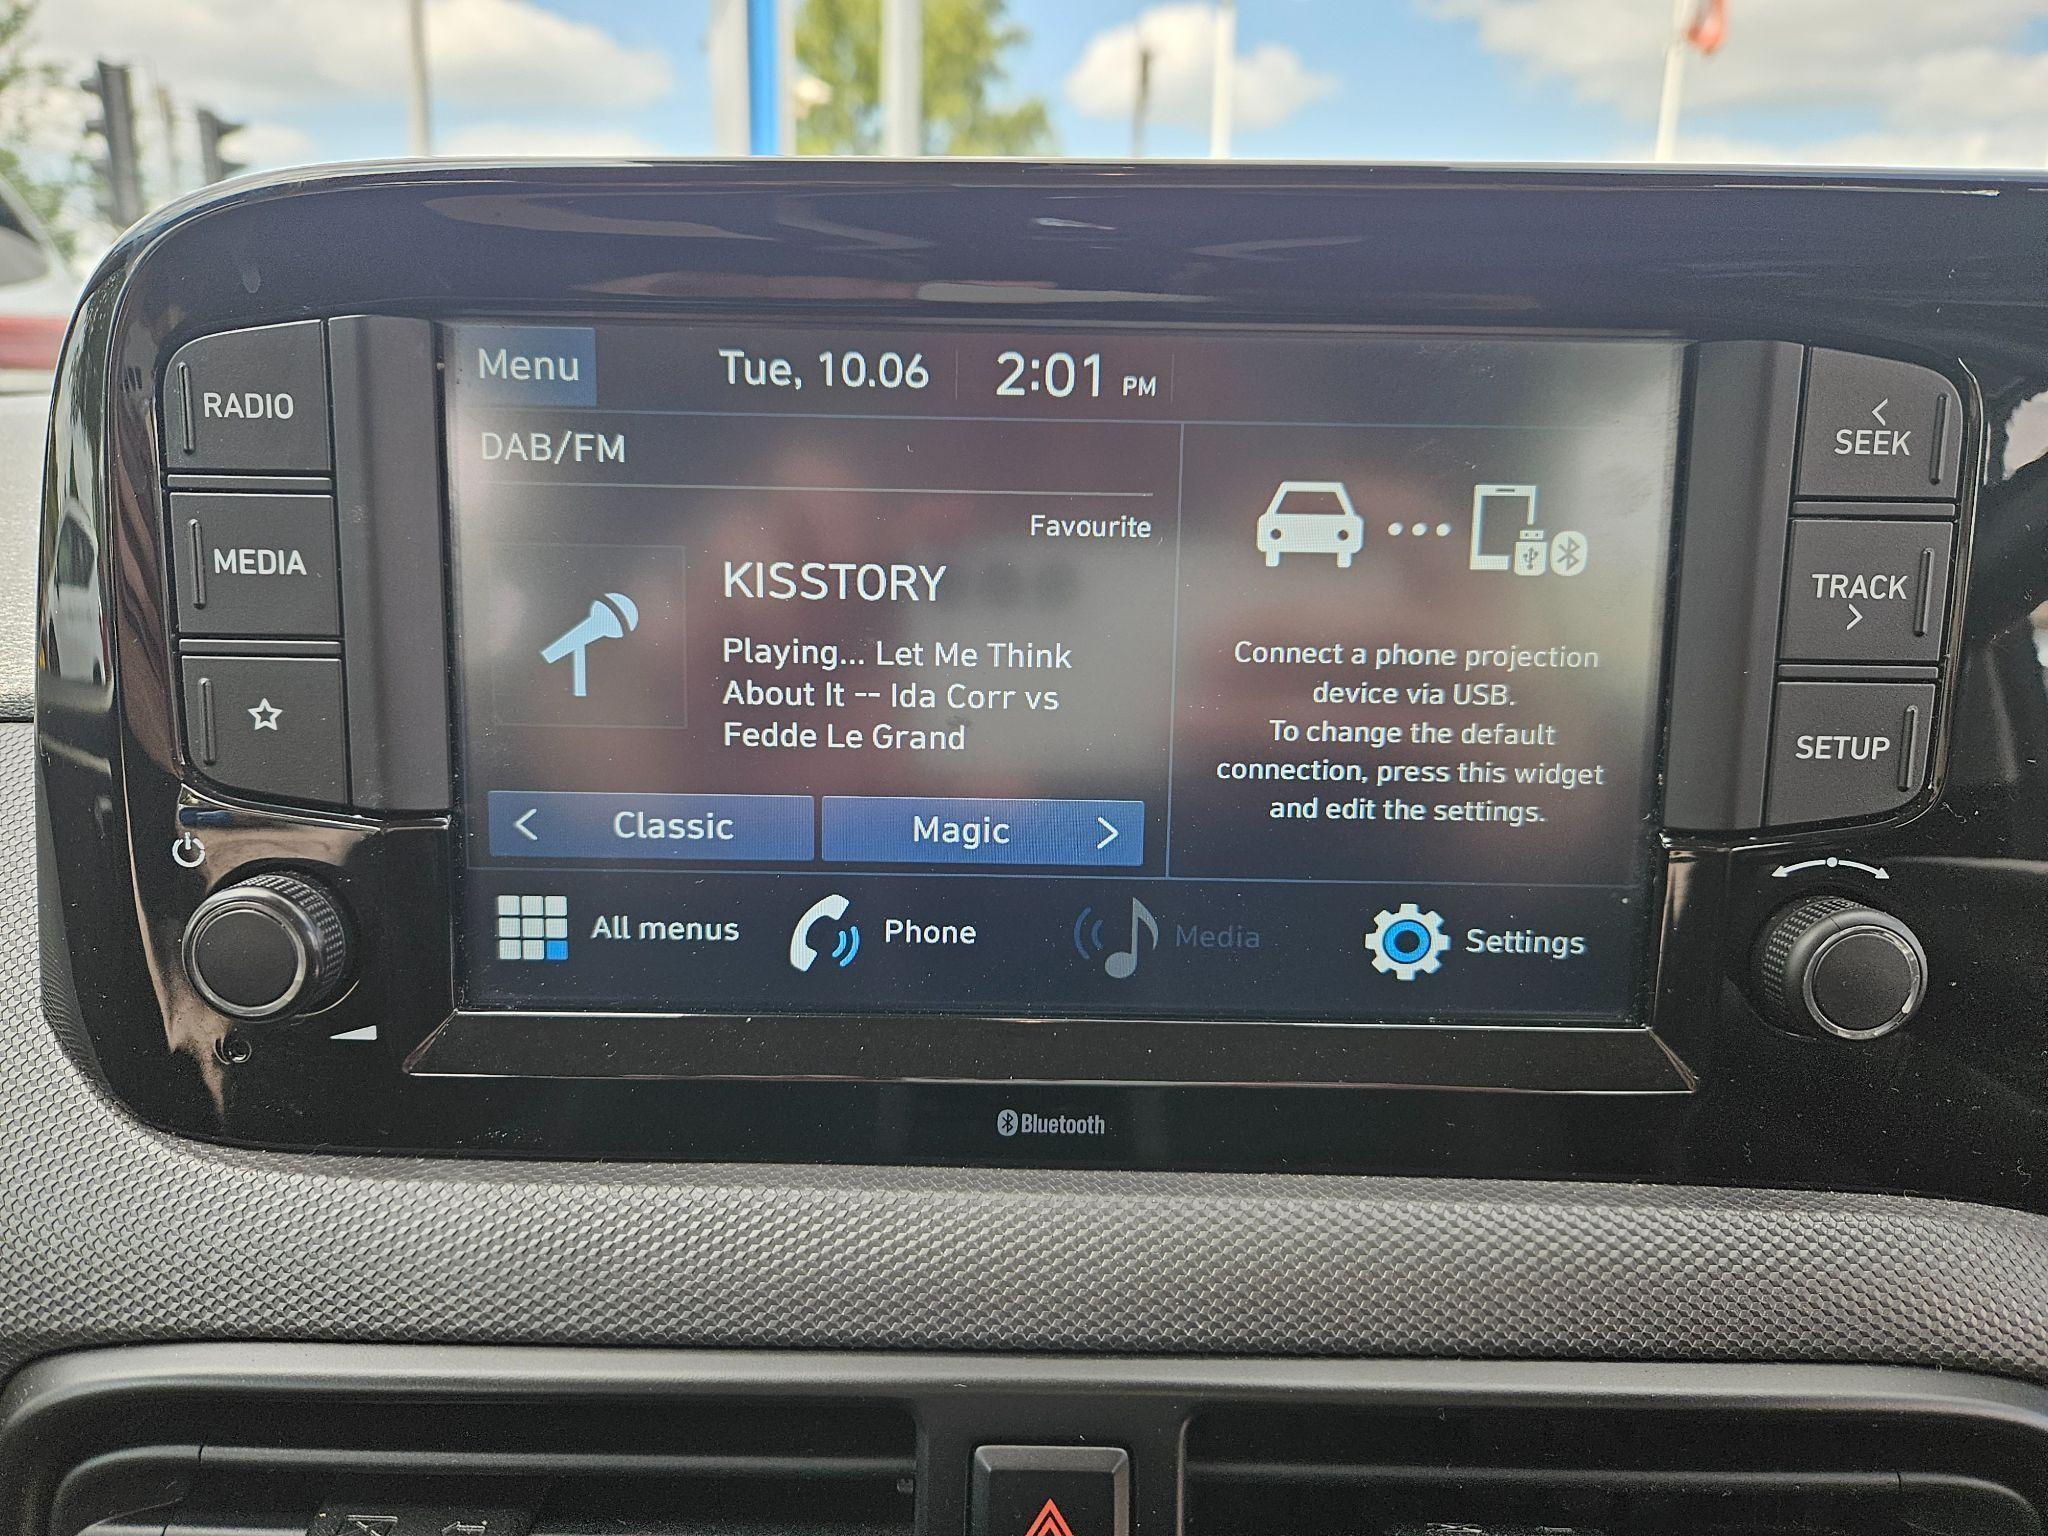 Menu
Tue, 10.06
2:01 PM
DAB/FM
Favourite
KISSTORY
Playing... Let Me Think
About It -- Ida Corr vs
Fedde Le Grand
< Classic
Magic >
Connect a phone projection
device via USB.
To change the default
connection, press this widget
and edit the settings.
All menus
Phone
Media
Settings
RADIO
MEDIA
<
SEEK
TRACK
>
SETUP
Bluetooth